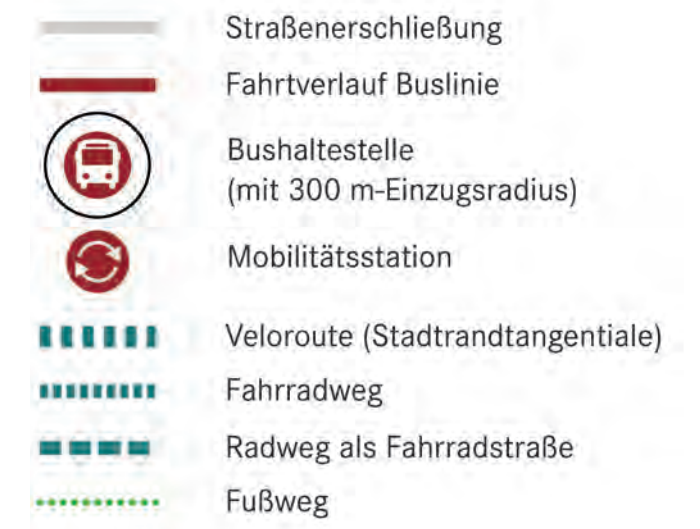 Straßenerschließung
Fahrtverlauf Buslinie
Bushaltestelle
(mit 300 m-Einzugsradius)
Mobilitätsstation
Veloroute (Stadtrandtangentiale)
Fahrradweg
Radweg als Fahrradstraße
Fußweg